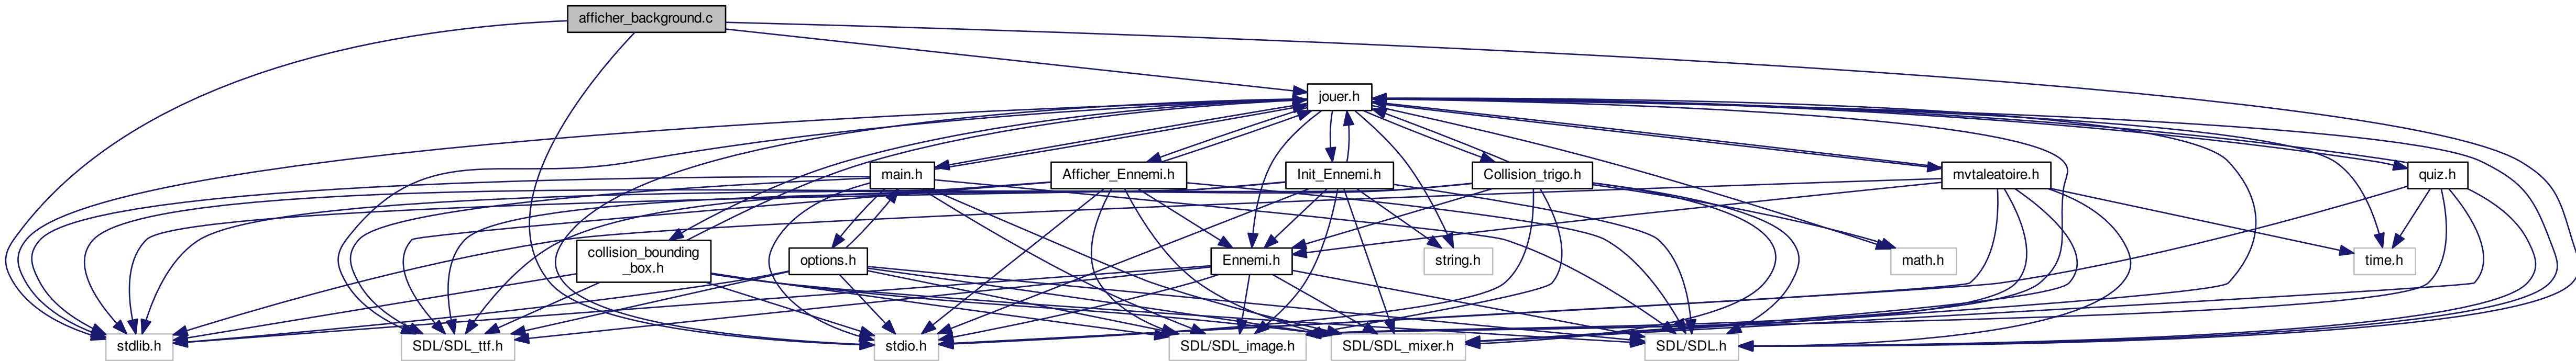 afficher_background.c
jouer.h
main.h
Afficher_Ennemi.h
Init_Ennemi.h
Collision_trigo.h
mvtaleatoire.h
quiz.h
collision_bounding
_box.h
options.h
Ennemi.h
string.h
math.h
time.h
stdlib.h
SDL/SDL_ttf.h
stdio.h
SDL/SDL_image.h
SDL/SDL_mixer.h
SDL/SDL.h